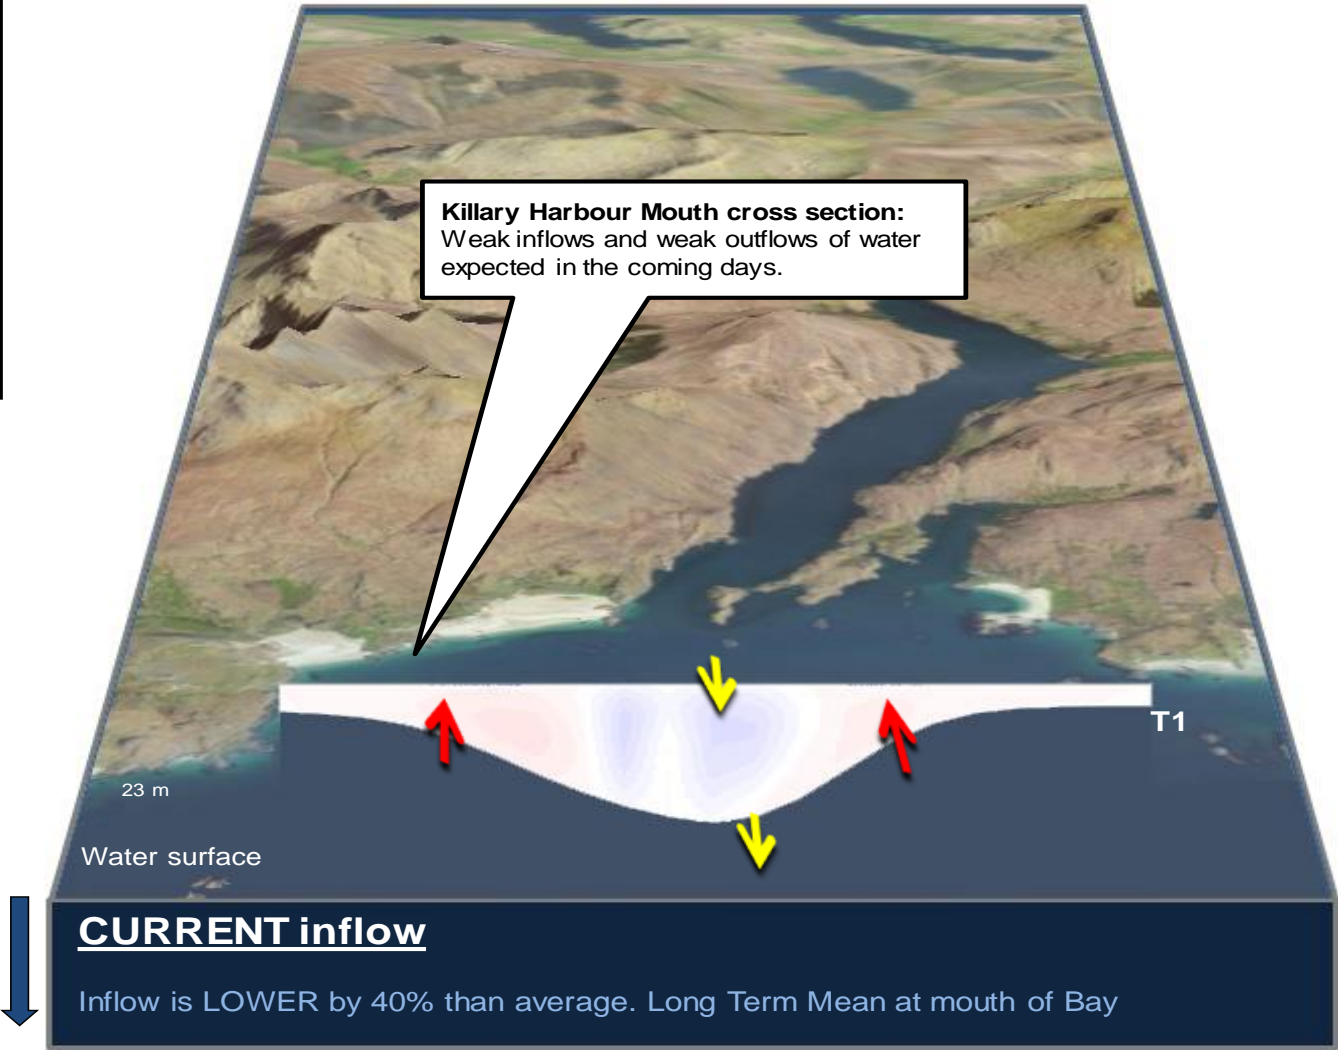 Killary Harbour Mouth cross section:
Weak inflows and weak outflows of water
expected in the coming days.
T1
23 m
Water surface
CURRENT inflow
Inflow is LOWER by 40% than average. Long Term Mean at mouth of Bay